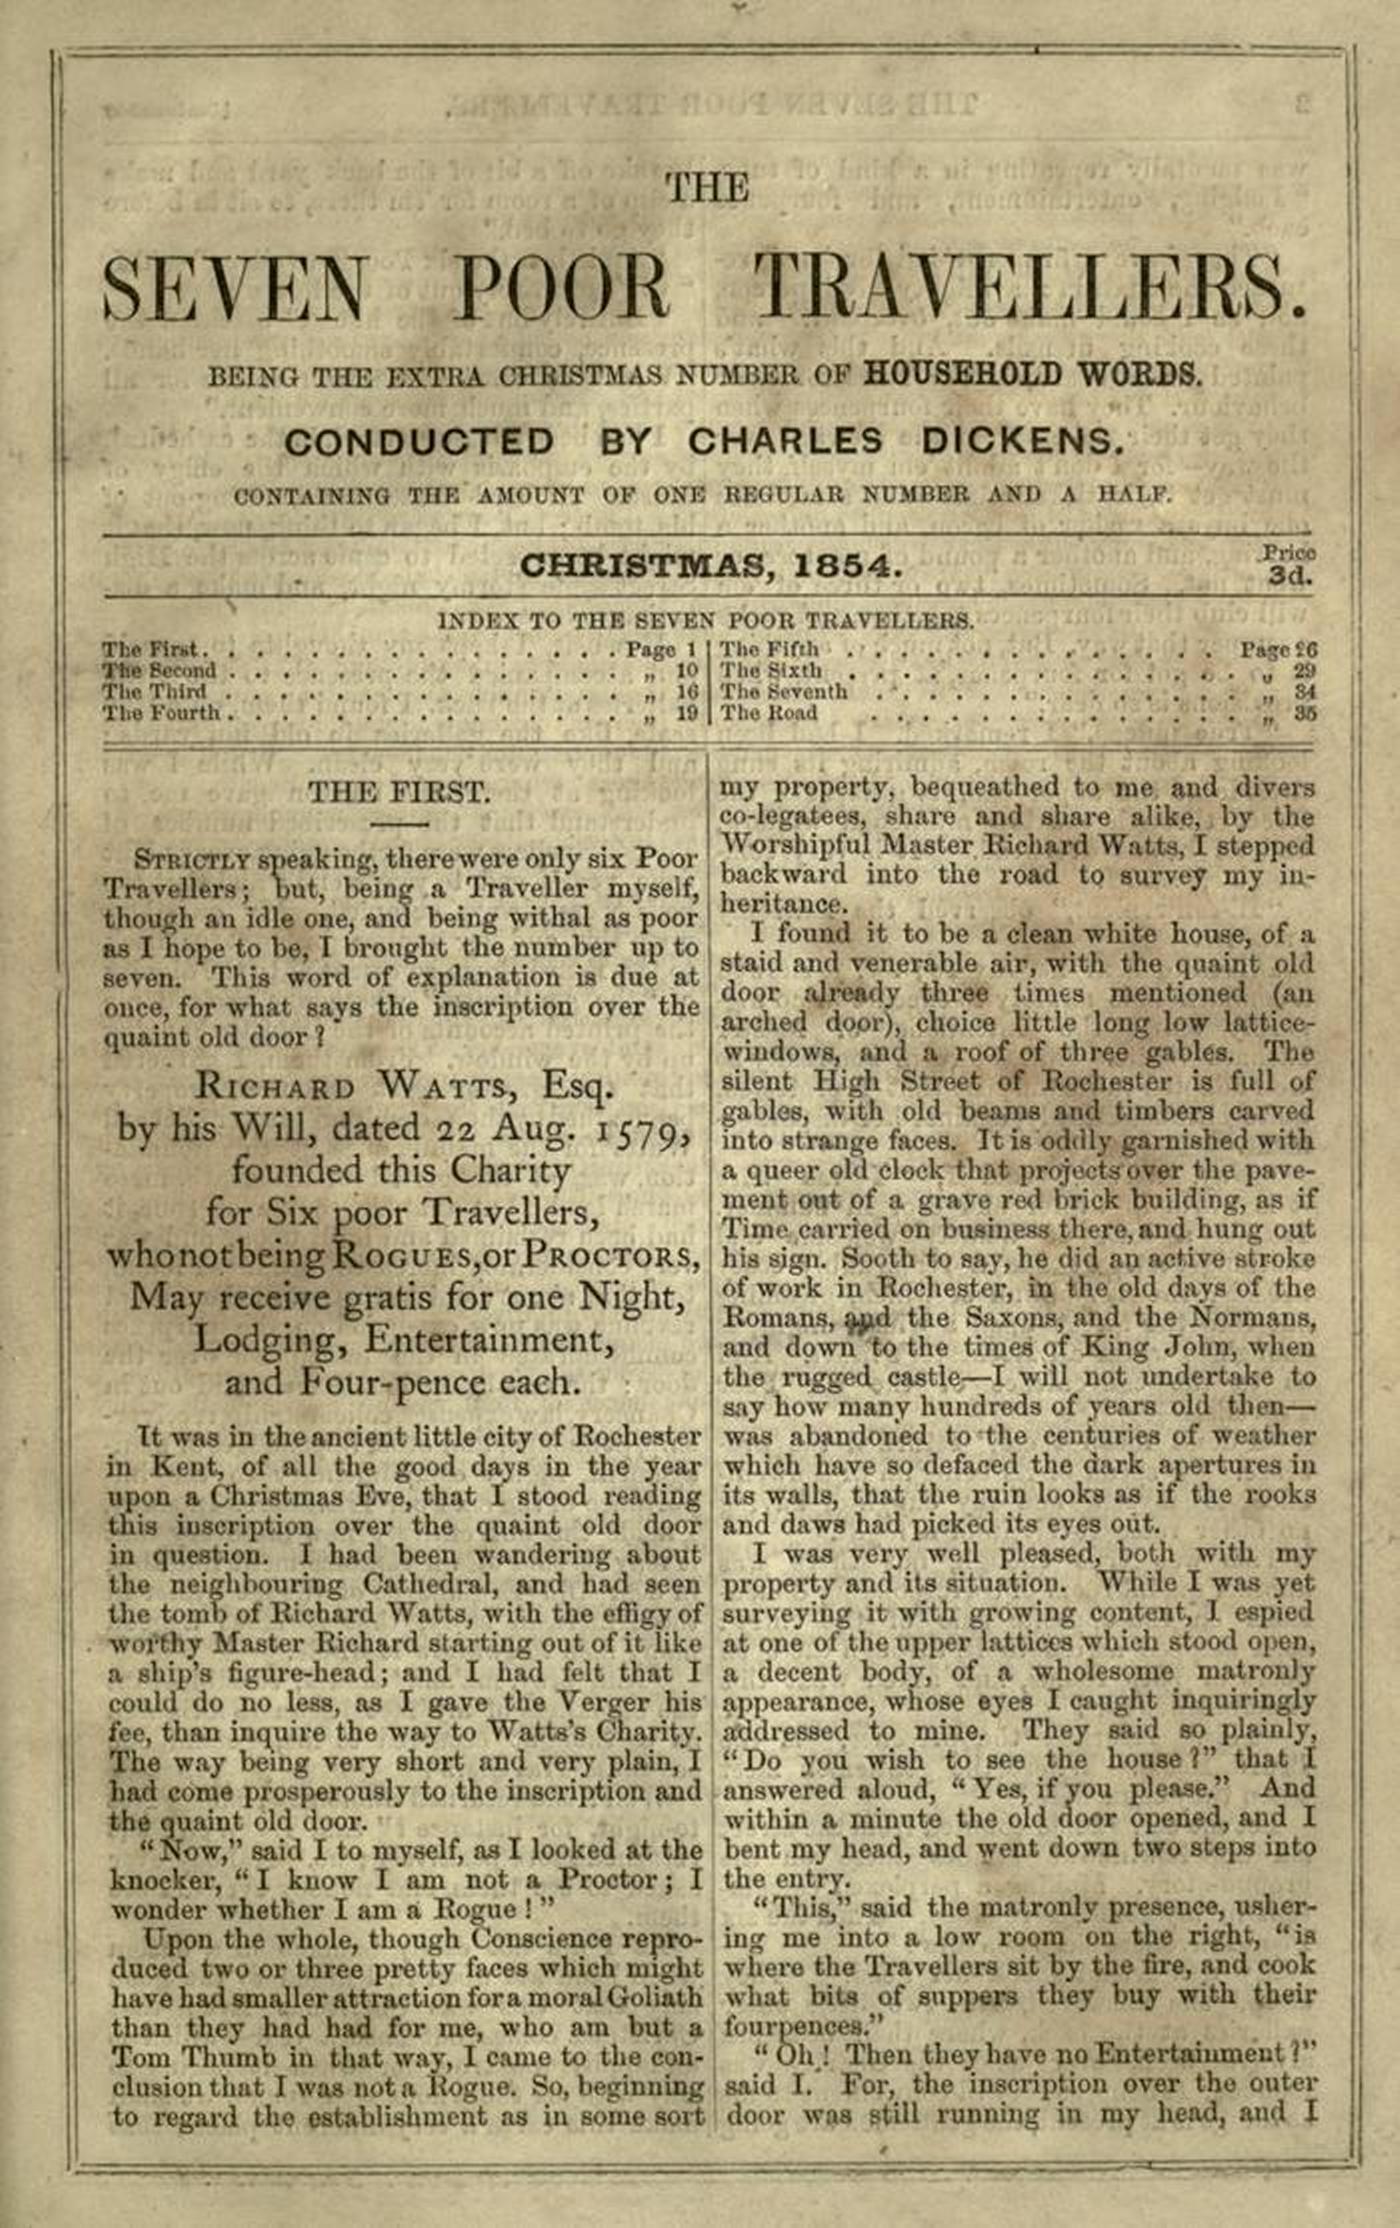 THE
SEVEN POOR TRAVELLERS.
BEING THE EXTRA CHRISTMAS NUMBER OF HOUSEHOLD WORDS.
CONDUCTED BY CHARLES DICKENS.
CONTAINING THE AMOUNT OF ONE REGULAR NUMBER AND A HALF.
CHRISTMAS, 1854.
Price
3d.
INDEX TO THE SEVEN POOR TRAVELLERS.
The First. . . . . . . . . . . . . . . . Page 1
The Second . . . . . . . . . . . . . . . „ 10
The Third . . . . . . . . . . . . . . . „ 16
The Fourth . . . . . . . . . . . . . . . „ 19
The Fifth . . . . . . . . . . . . . . Page 26
The Sixth . . . . . . . . . . . . . . . „ 29
The Seventh . . . . . . . . . . . . . . „ 34
The Road . . . . . . . . . . . . . . „ 35
THE FIRST.
STRICTLY speaking, there were only six Poor
Travellers; but, being a Traveller myself,
though an idle one, and being withal as poor
as I hope to be, I brought the number up to
seven. This word of explanation is due at
once, for what says the inscription over the
quaint old door?
RICHARD WATTS, Esq.
by his Will, dated 22 Aug. 1579,
founded this Charity
for Six poor Travellers,
who not being ROGUES, or PROCTORS,
May receive gratis for one Night,
Lodging, Entertainment,
and Four-pence each.
It was in the ancient little city of Rochester
in Kent, of all the good days in the year
upon a Christmas Eve, that I stood reading
this inscription over the quaint old door
in question. I had been wandering about
the neighbouring Cathedral, and had seen
the tomb of Richard Watts, with the effigy of
worthy Master Richard starting out of it like
a ship's figure-head; and I had felt that I
could do no less, as I gave the Verger his
fee, than inquire the way to Watts's Charity.
The way being very short and very plain, I
had come prosperously to the inscription and
the quaint old door.
"Now," said I to myself, as I looked at the
knocker, "I know I am not a Proctor; I
wonder whether I am a Rogue!"
Upon the whole, though Conscience repro-
duced two or three pretty faces which might
have had smaller attraction for a moral Goliath
than they had had for me, who am but a
Tom Thumb in that way, I came to the con-
clusion that I was not a Rogue. So, beginning
to regard the establishment as in some sort
my property, bequeathed to me and divers
co-legatees, share and share alike, by the
Worshipful Master Richard Watts, I stepped
backward into the road to survey my in-
heritance.
I found it to be a clean white house, of a
staid and venerable air, with the quaint old
door already three times mentioned (an
arched door), choice little long low lattice-
windows, and a roof of three gables. The
silent High Street of Rochester is full of
gables, with old beams and timbers carved
into strange faces. It is oddly garnished with
a queer old clock that projects over the pave-
ment out of a grave red brick building, as if
Time carried on business there, and hung out
his sign. Sooth to say, he did an active stroke
of work in Rochester, in the old days of the
Romans, and the Saxons, and the Normans,
and down to the times of King John, when
the rugged castle—I will not undertake to
say how many hundreds of years old then—
was abandoned to the centuries of weather
which have so defaced the dark apertures in
its walls, that the ruin looks as if the rooks
and daws had picked its eyes out.
I was very well pleased, both with my
property and its situation. While I was yet
surveying it with growing content, I espied
at one of the upper lattices which stood open,
a decent body, of a wholesome matronly
appearance, whose eyes I caught inquiringly
addressed to mine. They said so plainly,
"Do you wish to see the house?" that I
answered aloud, "Yes, if you please." And
within a minute the old door opened, and I
bent my head, and went down two steps into
the entry.
"This," said the matronly presence, usher-
ing me into a low room on the right, "is
where the Travellers sit by the fire, and cook
what bits of suppers they buy with their
fourpences."
"Oh! Then they have no Entertainment?"
said I. For, the inscription over the outer
door was still running in my head, and I